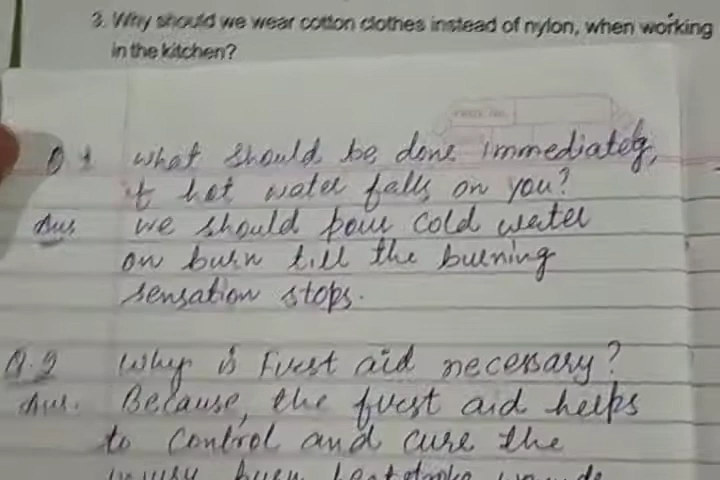 3. Why should we wear cotton clothes instead of nylon, when working
in the kitchen?
Q 1 what should be done immediately,
if hot water falls on you?
Ans. we should pour cold water
on burn till the burning
sensation stops.
Q.2 why is First aid necessary?
Ans. Because, the first aid helps
to control and cure the
injury burn